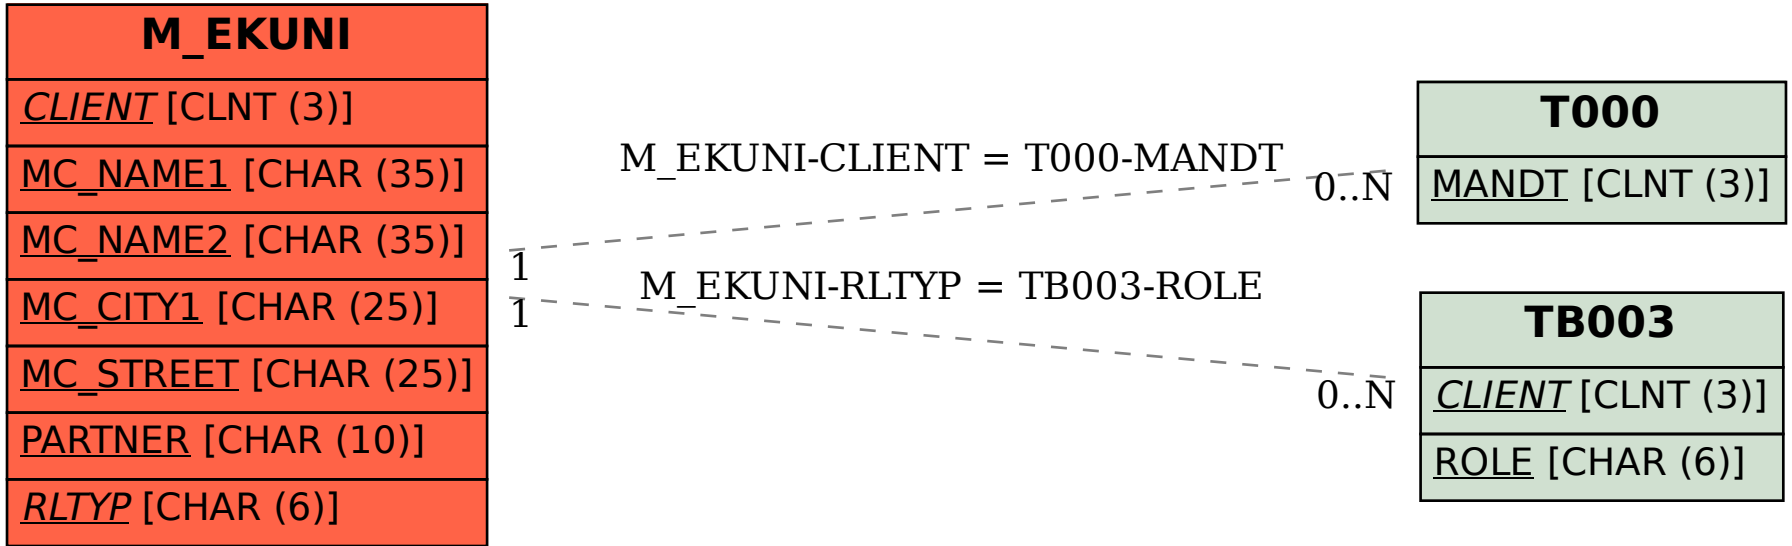 M_EKUNI
CLIENT [CLNT (3)]
MC_NAME1 [CHAR (35)]
MC_NAME2 [CHAR (35)]
MC_CITY1 [CHAR (25)]
MC_STREET [CHAR (25)]
PARTNER [CHAR (10)]
RLTYP [CHAR (6)]
M_EKUNI-CLIENT = T000-MANDT
0..N
1
M_EKUNI-RLTYP = TB003-ROLE
1
0..N
T000
MANDT [CLNT (3)]
TB003
CLIENT [CLNT (3)]
ROLE [CHAR (6)]